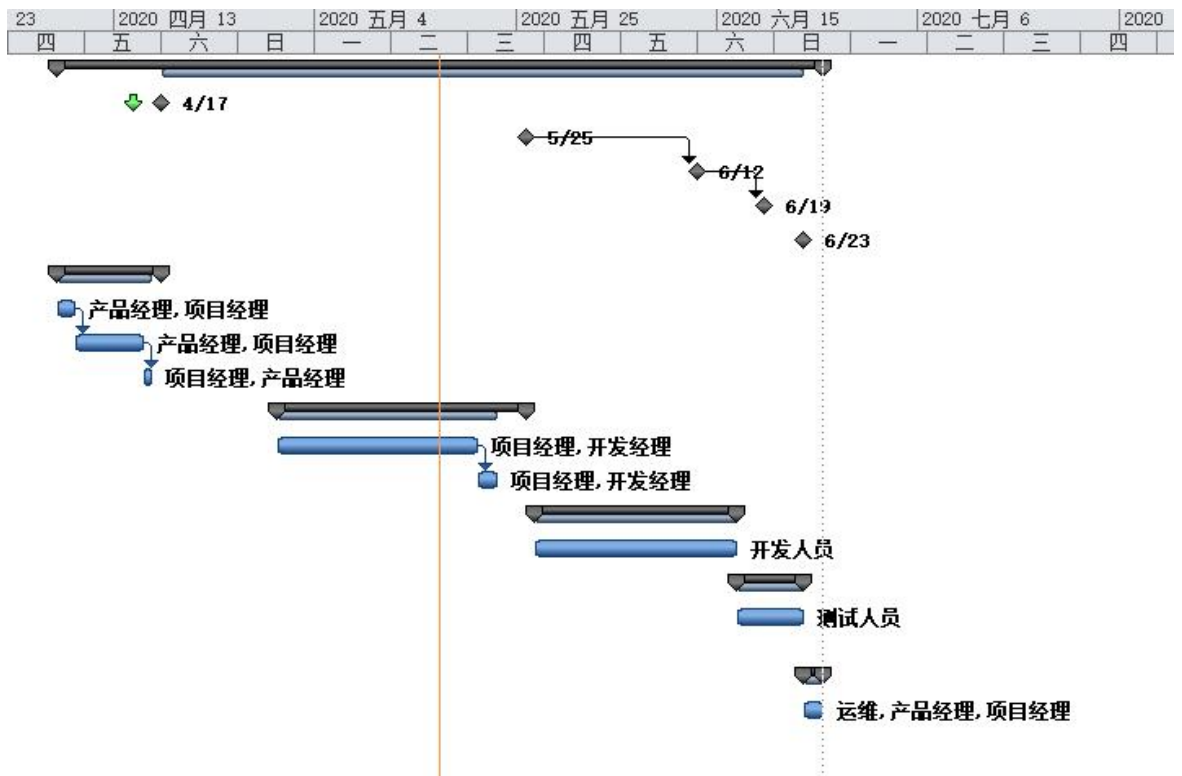 23 2020 四月 13 2020 五月 4 2020 五月 25 2020 六月 15 2020 七月 6 2020
四 五 六 日 一 二 三 四 五 六 日 一 二 三 四
4/17
5/25
6/12
6/19
6/23
产品经理, 项目经理
产品经理, 项目经理
项目经理, 产品经理
项目经理, 开发经理
项目经理, 开发经理
开发人员
测试人员
运维, 产品经理, 项目经理